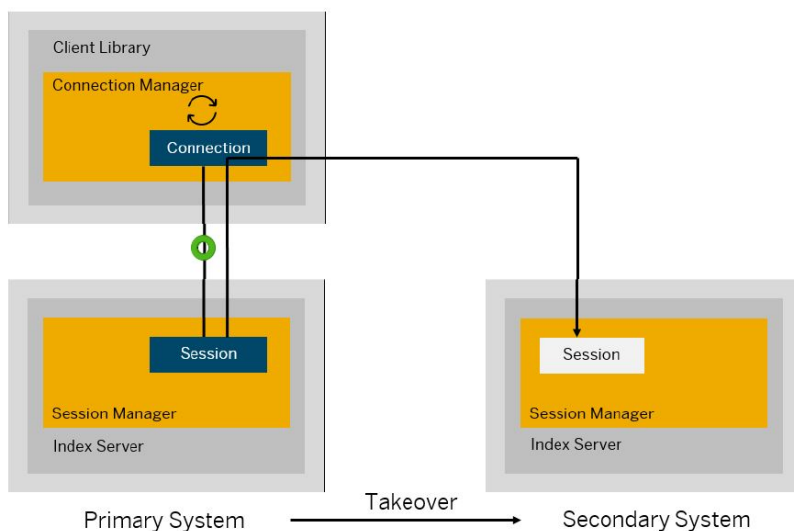 Client Library
Connection Manager
Connection
Session
Session Manager
Index Server
Session
Session Manager
Index Server
Primary System
Takeover
Secondary System